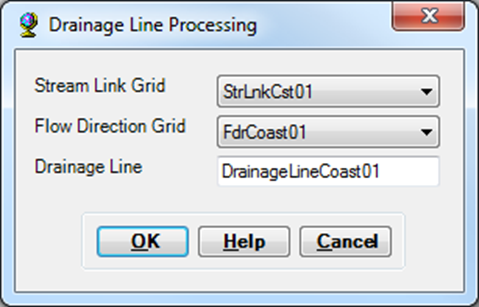 Drainage Line Processing
Stream Link Grid StrLnkCst01
Flow Direction Grid FdrCoast01
Drainage Line DrainageLineCoast01
OK Help Cancel